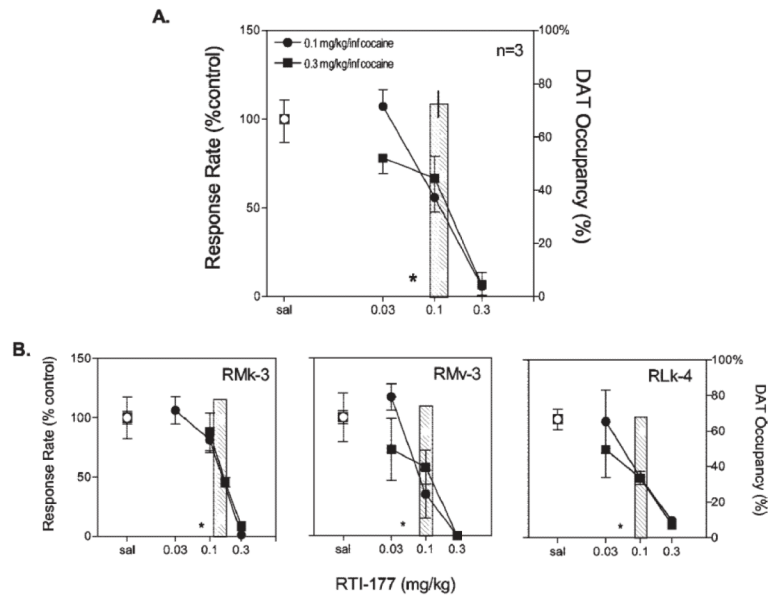 A.
150
100
50
0
Response Rate (%control)
0.1 mg/kg/inf cocaine
0.3 mg/kg/inf cocaine
n=3
*
100%
80
60
40
20
0
DAT Occupancy (%)
sal 0.03 0.1 0.3
B.
150
100
50
0
Response Rate (% control)
RMk-3
*
sal 0.03 0.1 0.3
RMv-3
*
sal 0.03 0.1 0.3
RLk-4
*
sal 0.03 0.1 0.3
100%
80
60
40
20
0
DAT Occupancy (%)
RTI-177 (mg/kg)